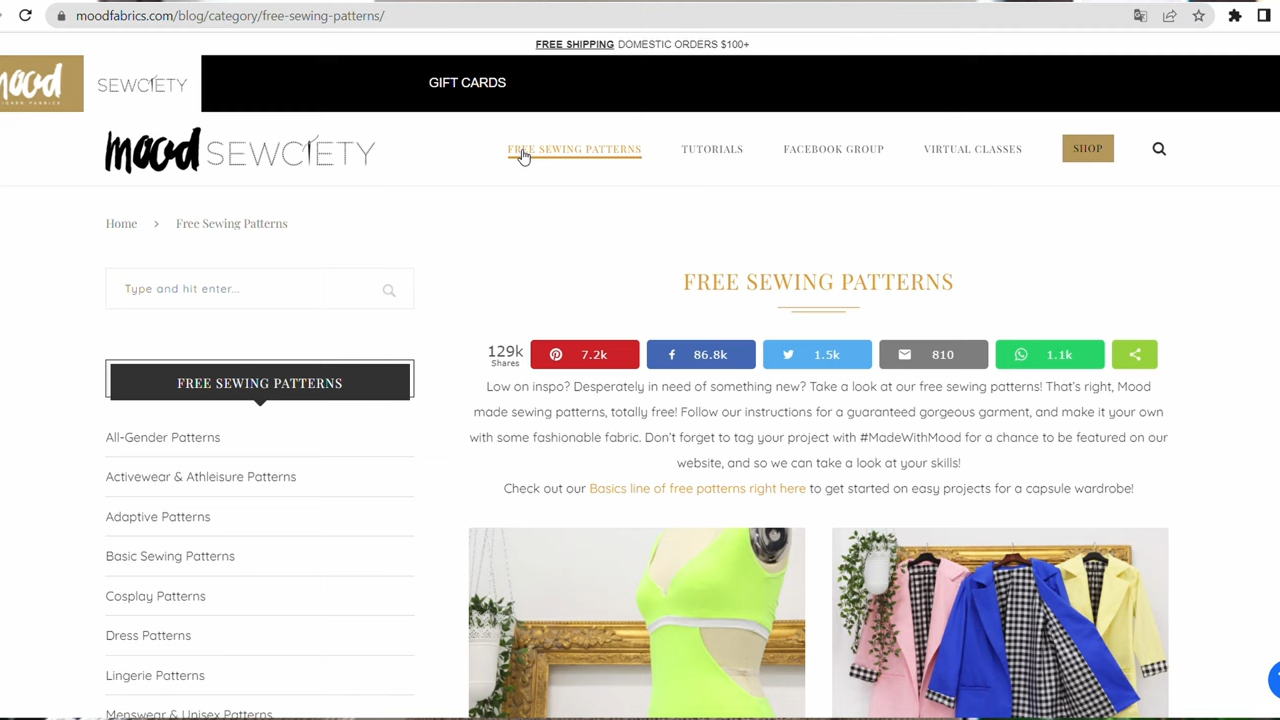 moodfabrics.com/blog/category/free-sewing-patterns/
FREE SHIPPING DOMESTIC ORDERS $100+
mood
SEWCIETY
GIFT CARDS
mood SEWCIETY
FREE SEWING PATTERNS
TUTORIALS
FACEBOOK GROUP
VIRTUAL CLASSES
SHOP
Home > Free Sewing Patterns
Type and hit enter...
FREE SEWING PATTERNS
All-Gender Patterns
Activewear & Athleisure Patterns
Adaptive Patterns
Basic Sewing Patterns
Cosplay Patterns
Dress Patterns
Lingerie Patterns
Menswear & Unisex Patterns
FREE SEWING PATTERNS
129k
Shares
7.2k
86.8k
1.5k
810
1.1k
Low on inspo? Desperately in need of something new? Take a look at our free sewing patterns! That's right, Mood
made sewing patterns, totally free! Follow our instructions for a guaranteed gorgeous garment, and make it your own
with some fashionable fabric. Don't forget to tag your project with #MadeWithMood for a chance to be featured on our
website, and so we can take a look at your skills!
Check out our Basics line of free patterns right here to get started on easy projects for a capsule wardrobe!